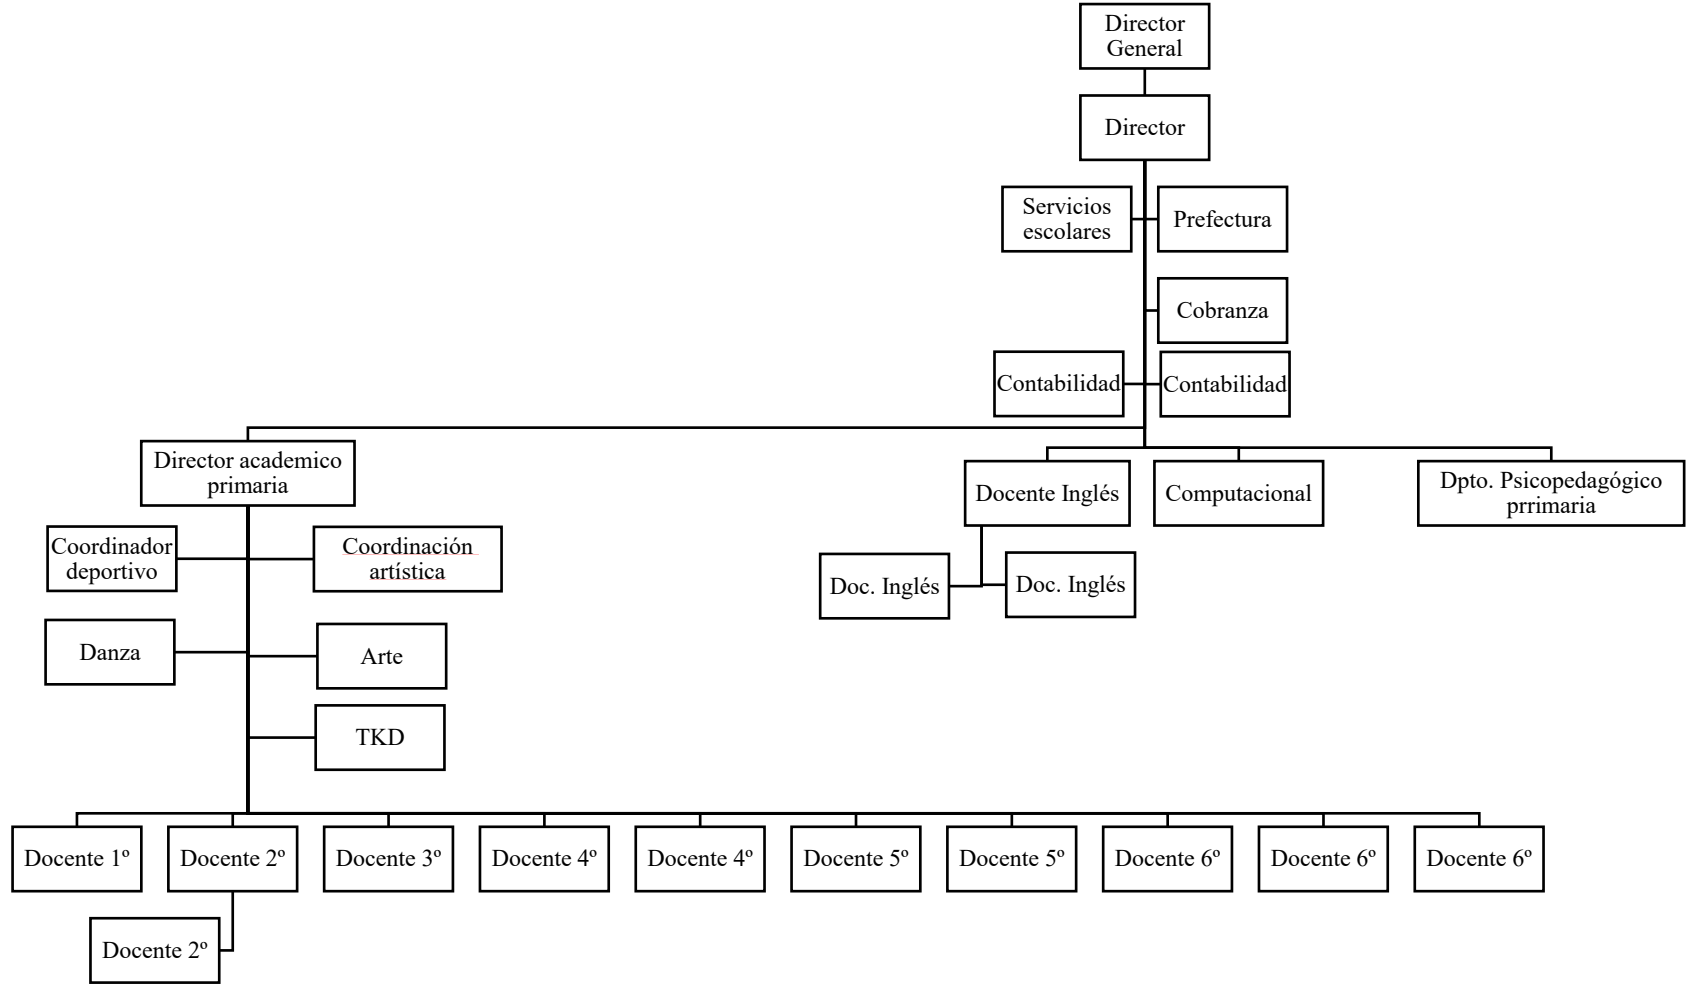 Director
General
Director
Servicios
escolares
Prefectura
Cobranza
Contabilidad
Contabilidad
Director academico
primaria
Docente Inglés
Computacional
Dpto. Psicopedagógico
prrimaria
Coordinador
deportivo
Coordinación
artística
Doc. Inglés
Doc. Inglés
Danza
Arte
TKD
Docente 1º
Docente 2º
Docente 3º
Docente 4º
Docente 4º
Docente 5º
Docente 5º
Docente 6º
Docente 6º
Docente 6º
Docente 2º